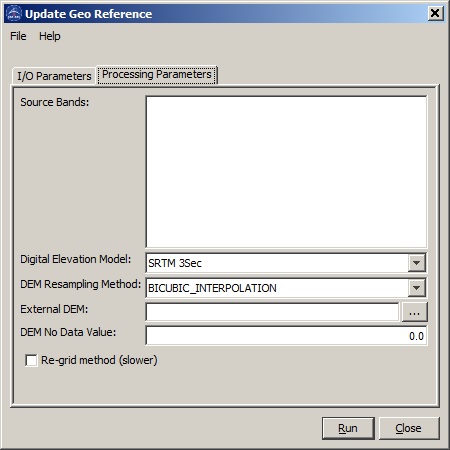 Update Geo Reference
File Help
I/O Parameters Processing Parameters
Source Bands:
Digital Elevation Model: SRTM 3Sec
DEM Resampling Method: BICUBIC_INTERPOLATION
External DEM: ...
DEM No Data Value: 0.0
Re-grid method (slower)
Run Close